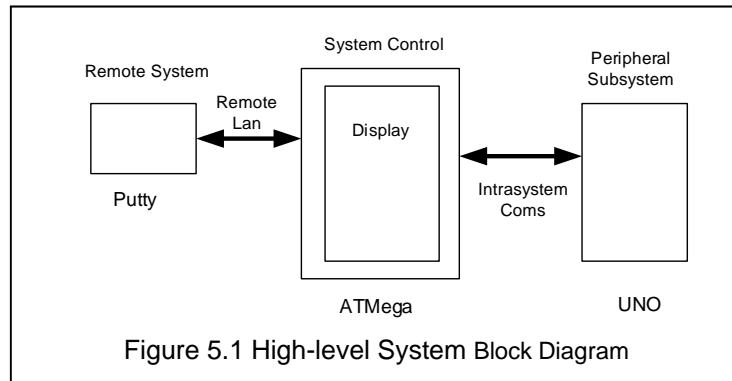 System Control
Remote System
Peripheral
Subsystem
Remote
Lan
Display
Intrasystem
Coms
Putty
ATMega
UNO
Figure 5.1 High-level System Block Diagram